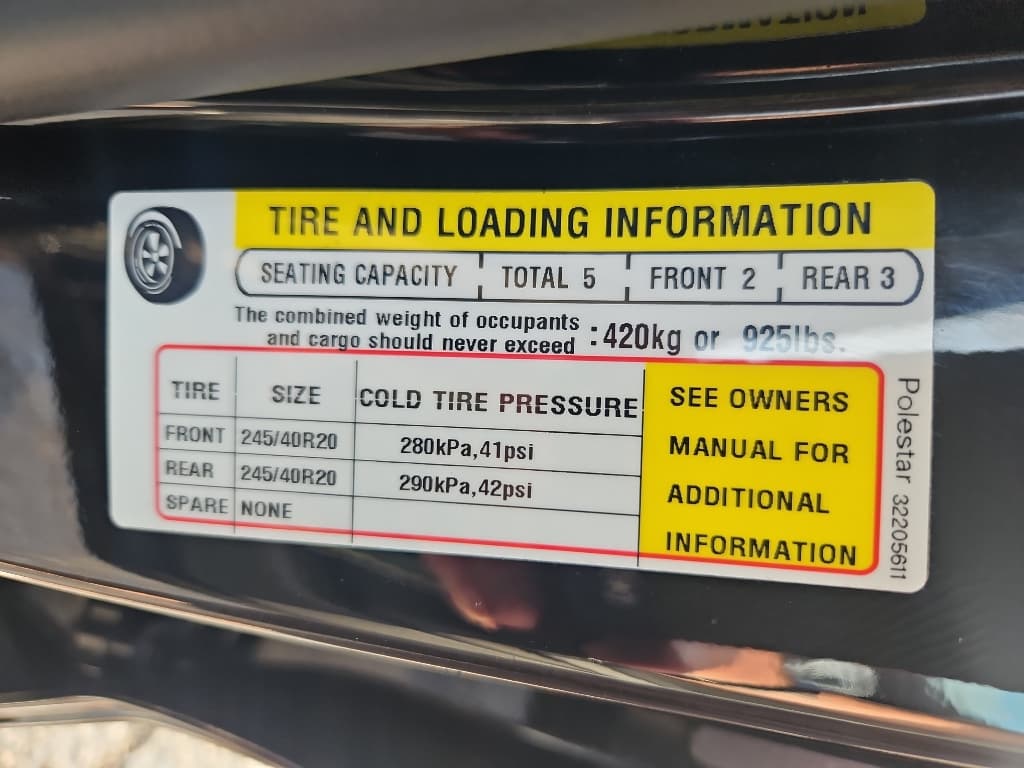 TIRE AND LOADING INFORMATION
SEATING CAPACITY TOTAL 5 FRONT 2 REAR 3
The combined weight of occupants
and cargo should never exceed : 420kg or 925lbs.
TIRE SIZE COLD TIRE PRESSURE
FRONT 245/40R20 280kPa,41psi
REAR 245/40R20 290kPa,42psi
SPARE NONE
SEE OWNERS
MANUAL FOR
ADDITIONAL
INFORMATION
Polestar 32205611